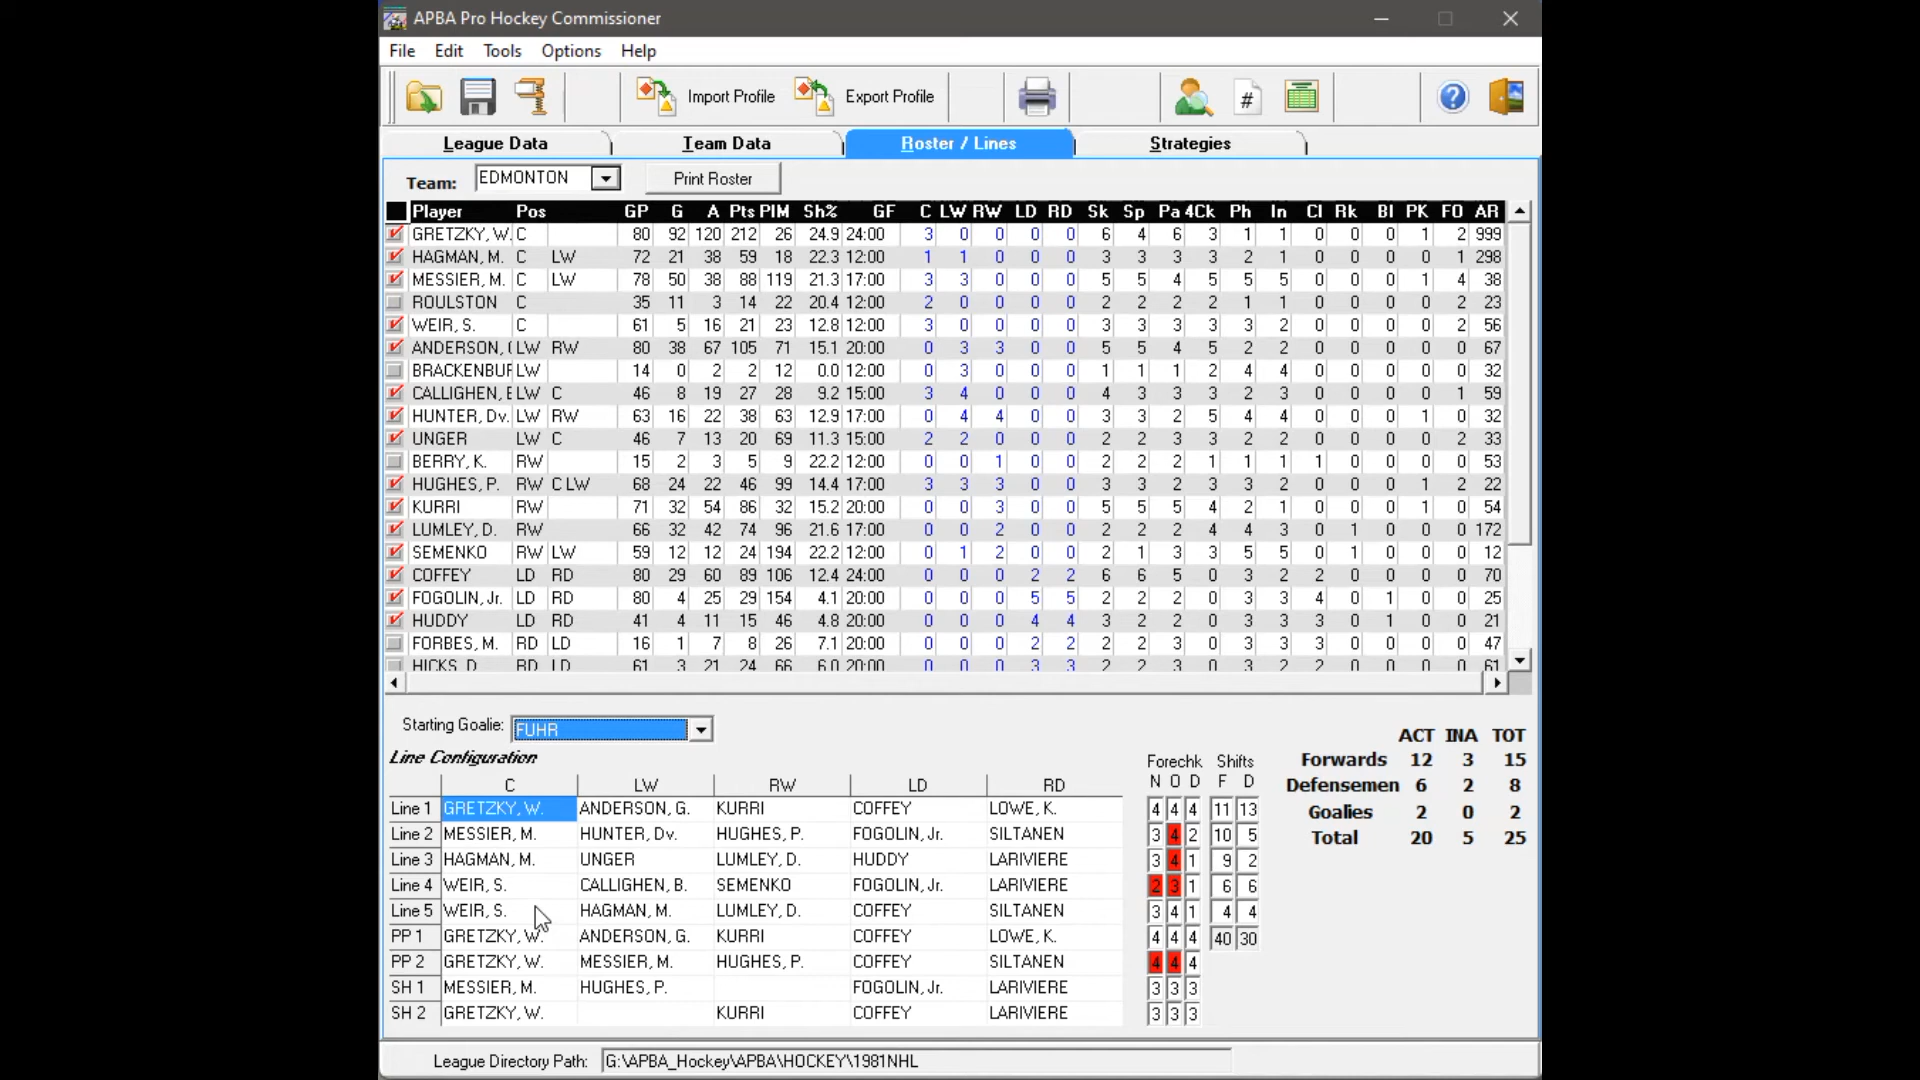 APBA Pro Hockey Commissioner
File Edit Tools Options Help
Import Profile Export Profile #
League Data Team Data Roster / Lines Strategies
Team: EDMONTON Print Roster
Player Pos GP G A Pts PIM Sh% GF C LW RW LD RD Sk Sp Pa 4Ck Ph In Cl Rk Bl PK FO AR
GRETZKY, W. C 80 92 120 212 26 24.9 24:00 3 0 0 0 0 6 4 6 3 1 1 0 0 0 1 2 999
HAGMAN, M. C LW 72 21 38 59 18 22.3 12:00 1 1 0 0 0 3 3 3 3 2 1 0 0 0 0 1 298
MESSIER, M. C LW 78 50 38 88 119 21.3 17:00 3 3 0 0 0 5 5 4 5 5 5 0 0 0 1 4 38
ROULSTON C 35 11 3 14 22 20.4 12:00 2 0 0 0 0 2 2 2 2 1 1 0 0 0 0 2 23
WEIR, S. C 61 5 16 21 23 12.8 12:00 3 0 0 0 0 3 3 3 3 3 2 0 0 0 0 2 56
ANDERSON, ( LW RW 80 38 67 105 71 15.1 20:00 0 3 3 0 0 5 5 4 5 2 2 0 0 0 0 0 67
BRACKENBUR LW 14 0 2 2 12 0.0 12:00 0 3 0 0 0 1 1 1 2 4 4 0 0 0 0 0 32
CALLIGHEN, E LW C 46 8 19 27 28 9.2 15:00 3 4 0 0 0 4 3 3 3 2 3 0 0 0 0 1 59
HUNTER, Dv. LW RW 63 16 22 38 63 12.9 17:00 0 4 4 0 0 3 3 2 5 4 4 0 0 0 1 0 32
UNGER LW C 46 7 13 20 69 11.3 15:00 2 2 0 0 0 2 2 3 3 2 2 0 0 0 0 2 33
BERRY, K. RW 15 2 3 5 9 22.2 12:00 0 0 1 0 0 2 2 2 1 1 1 1 0 0 0 0 53
HUGHES, P. RW C LW 68 24 22 46 99 14.4 17:00 3 3 3 0 0 3 3 2 3 3 2 0 0 0 1 2 22
KURRI RW 71 32 54 86 32 15.2 20:00 0 0 3 0 0 5 5 5 4 2 1 0 0 0 1 0 54
LUMLEY, D. RW 66 32 42 74 96 21.6 17:00 0 0 2 0 0 2 2 2 4 4 3 0 1 0 0 0 172
SEMENKO RW LW 59 12 12 24 194 22.2 12:00 0 1 2 0 0 2 1 3 3 5 5 0 1 0 0 0 12
COFFEY LD RD 80 29 60 89 106 12.4 24:00 0 0 0 2 2 6 6 5 0 3 2 2 0 0 0 0 70
FOGOLIN, Jr. LD RD 80 4 25 29 154 4.1 20:00 0 0 0 5 5 2 2 2 0 3 3 4 0 1 0 0 25
HUDDY LD RD 41 4 11 15 46 4.8 20:00 0 0 0 4 4 3 2 2 0 3 3 3 0 1 0 0 21
FORBES, M. RD LD 16 1 7 8 26 7.1 20:00 0 0 0 2 2 2 2 3 0 3 3 3 0 0 0 0 47
HICKS, D. RD LD 61 3 21 24 66 6.0 20:00 0 0 0 3 3 2 2 3 0 3 2 2 0 0 0 0 61
Starting Goalie: FUHR
Line Configuration
C LW RW LD RD
Line 1 GRETZKY, W. ANDERSON, G. KURRI COFFEY LOWE, K.
Line 2 MESSIER, M. HUNTER, Dv. HUGHES, P. FOGOLIN, Jr. SILTANEN
Line 3 HAGMAN, M. UNGER LUMLEY, D. HUDDY LARIVIERE
Line 4 WEIR, S. CALLIGHEN, B. SEMENKO FOGOLIN, Jr. LARIVIERE
Line 5 WEIR, S. HAGMAN, M. LUMLEY, D. COFFEY SILTANEN
PP 1 GRETZKY, W. ANDERSON, G. KURRI COFFEY LOWE, K.
PP 2 GRETZKY, W. MESSIER, M. HUGHES, P. COFFEY SILTANEN
SH 1 MESSIER, M. HUGHES, P. FOGOLIN, Jr. LARIVIERE
SH 2 GRETZKY, W. KURRI COFFEY LARIVIERE
Forechk Shifts
N O D F D
4 4 4 11 13
3 4 2 10 5
3 4 1 9 2
2 3 1 6 6
3 4 1 4 4
4 4 4 40 30
4 4 4
3 3 3
3 3 3
ACT INA TOT
Forwards 12 3 15
Defensemen 6 2 8
Goalies 2 0 2
Total 20 5 25
League Directory Path: G:\APBA_Hockey\APBA\HOCKEY\1981NHL